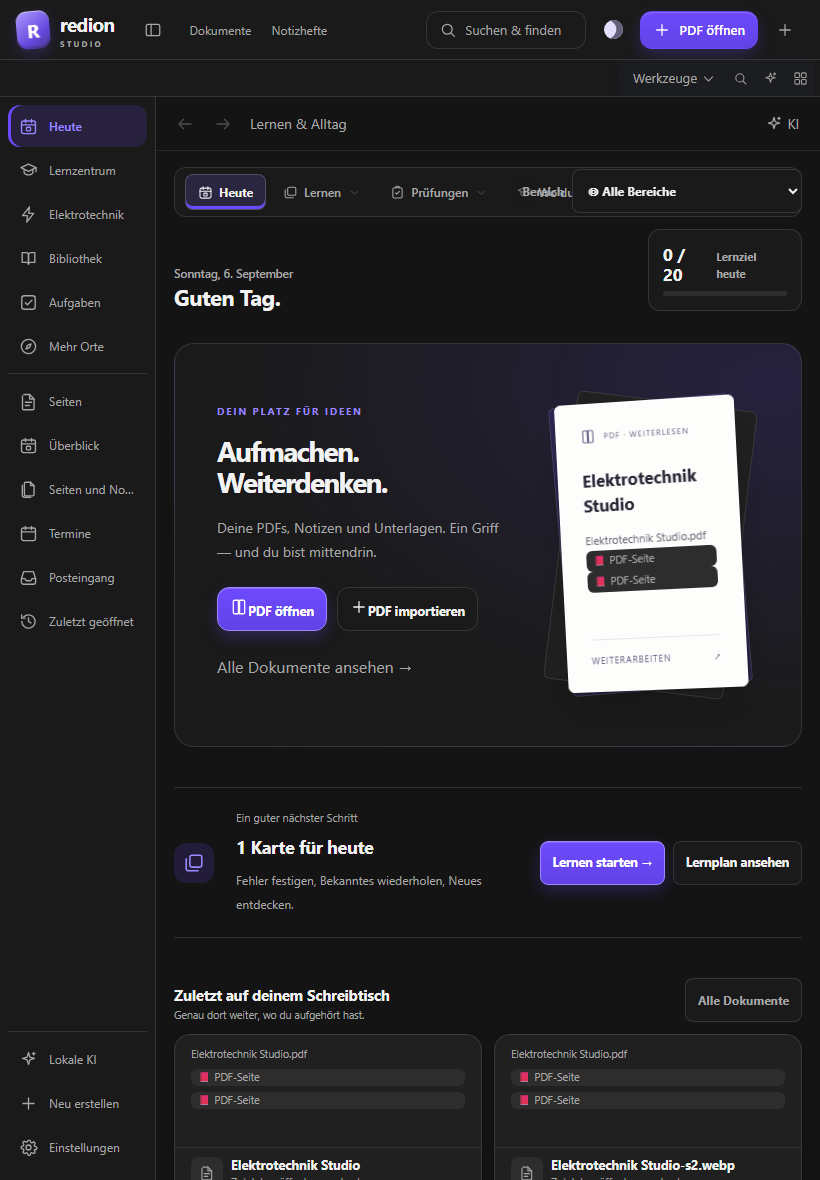 R redion
STUDIO
Dokumente
Notizhefte
Suchen & finden
PDF öffnen
Werkzeuge
Heute
Lernzentrum
Elektrotechnik
Bibliothek
Aufgaben
Mehr Orte
Seiten
Überblick
Seiten und No...
Termine
Posteingang
Zuletzt geöffnet
Lokale KI
Neu erstellen
Einstellungen
Lernen & Alltag
KI
Heute
Lernen
Prüfungen
Bereich
Alle Bereiche
Sonntag, 6. September
Guten Tag.
0 /
20
Lernziel
heute
DEIN PLATZ FÜR IDEEN
Aufmachen.
Weiterdenken.
Deine PDFs, Notizen und Unterlagen. Ein Griff
— und du bist mittendrin.
PDF öffnen
PDF importieren
Alle Dokumente ansehen →
PDF · WEITERLESEN
Elektrotechnik
Studio
Elektrotechnik Studio.pdf
PDF-Seite
PDF-Seite
WEITERARBEITEN
Ein guter nächster Schritt
1 Karte für heute
Fehler festigen, Bekanntes wiederholen, Neues
entdecken.
Lernen starten →
Lernplan ansehen
Zuletzt auf deinem Schreibtisch
Genau dort weiter, wo du aufgehört hast.
Alle Dokumente
Elektrotechnik Studio.pdf
PDF-Seite
PDF-Seite
Elektrotechnik Studio
Elektrotechnik Studio.pdf
PDF-Seite
PDF-Seite
Elektrotechnik Studio-s2.webp